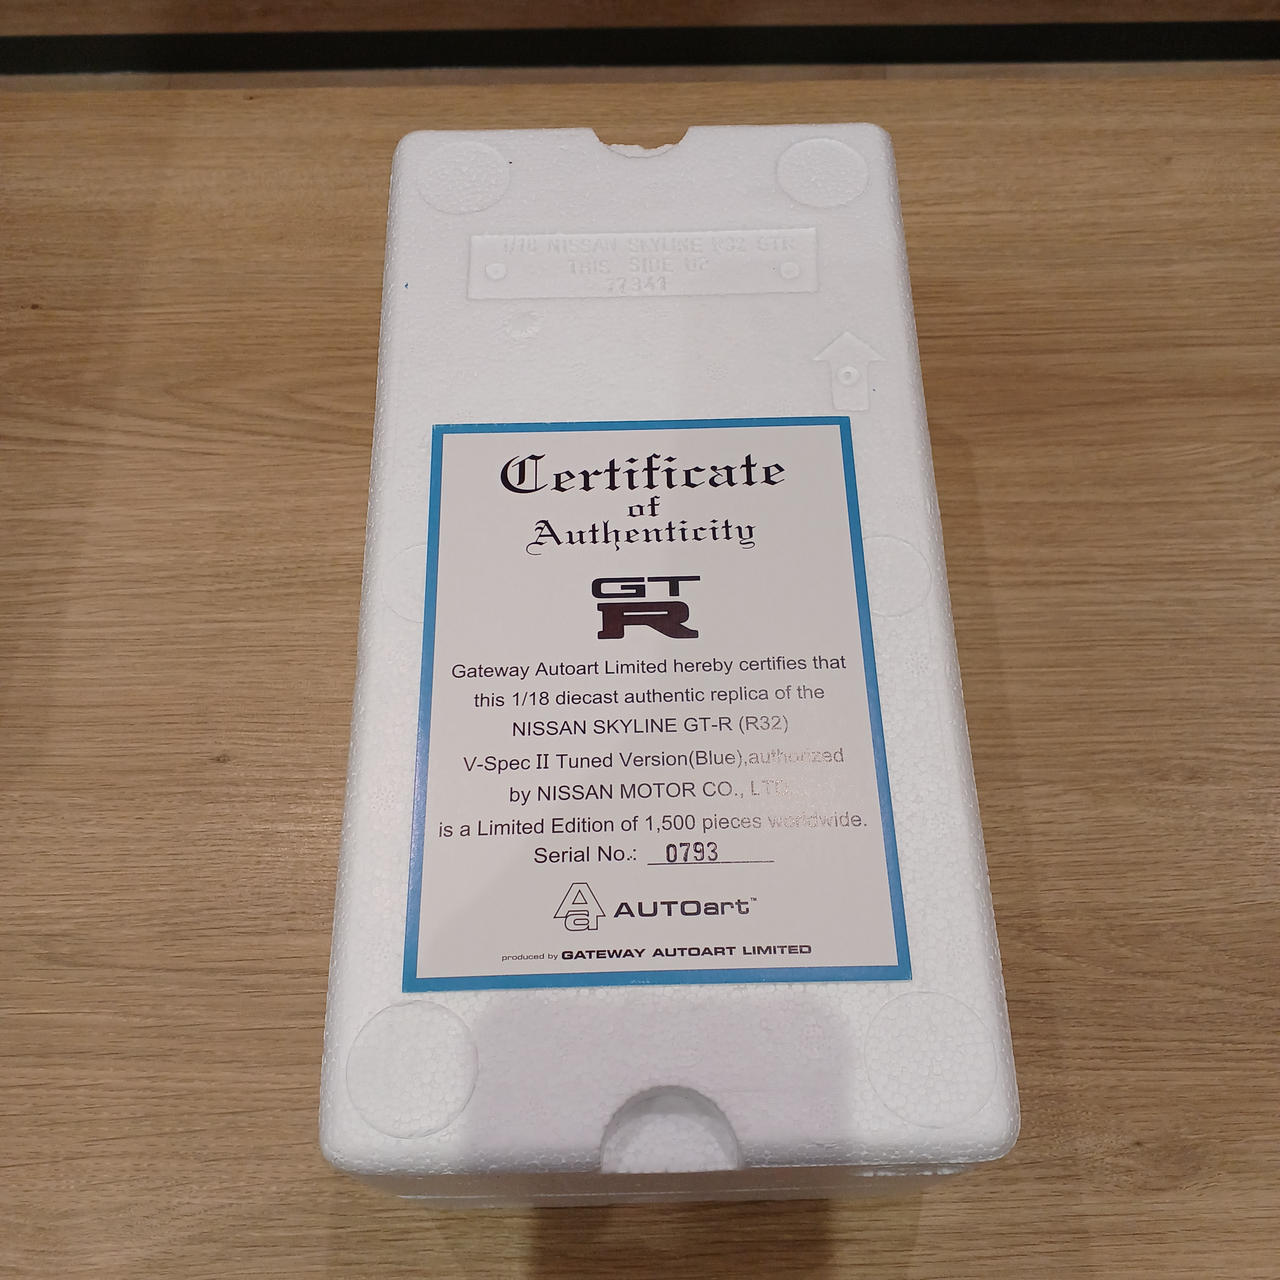 1/18 NISSAN SKYLINE R32 GTR
THIS SIDE UP
77341
Certificate
of
Authenticity
GT
R
Gateway Autoart Limited hereby certifies that
this 1/18 diecast authentic replica of the
NISSAN SKYLINE GT-R (R32)
V-Spec II Tuned Version(Blue),authorized
by NISSAN MOTOR CO., LTD.
is a Limited Edition of 1,500 pieces worldwide.
Serial No.: 0793
Aa AUTOart™
produced by GATEWAY AUTOART LIMITED